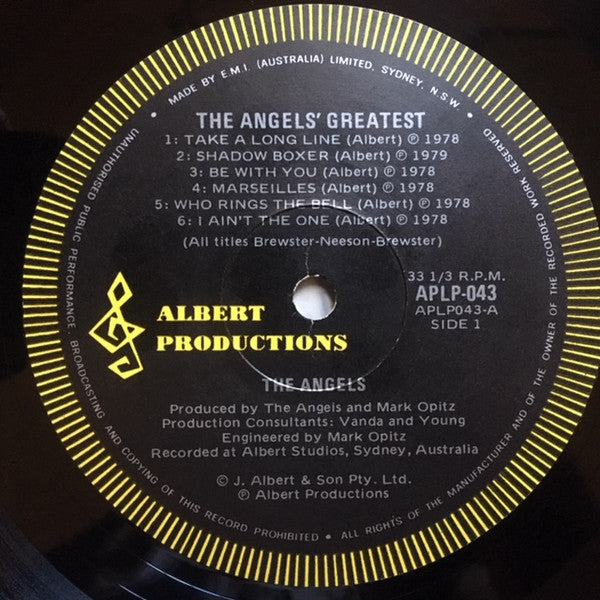 • MADE BY E.M.I. (AUSTRALIA) LIMITED, SYDNEY, N.S.W •
THE ANGELS' GREATEST
1: TAKE A LONG LINE (Albert) ℗ 1978
2: SHADOW BOXER (Albert) ℗ 1979
3: BE WITH YOU (Albert) ℗ 1978
4: MARSEILLES (Albert) ℗ 1978
5: WHO RINGS THE BELL (Albert) ℗ 1978
6: I AIN'T THE ONE (Albert) ℗ 1978
(All titles Brewster-Neeson-Brewster)
33 1/3 R.P.M.
APLP-043
APLP043-A
SIDE 1
ALBERT
PRODUCTIONS
THE ANGELS
Produced by The Angels and Mark Opitz
Production Consultants: Vanda and Young
Engineered by Mark Opitz
Recorded at Albert Studios, Sydney, Australia
© J. Albert & Son Pty. Ltd.
℗ Albert Productions
UNAUTHORISED PUBLIC PERFORMANCE, BROADCASTING AND COPYING OF THIS RECORD PROHIBITED • ALL RIGHTS OF THE MANUFACTURER AND OF THE OWNER OF THE RECORDED WORK RESERVED